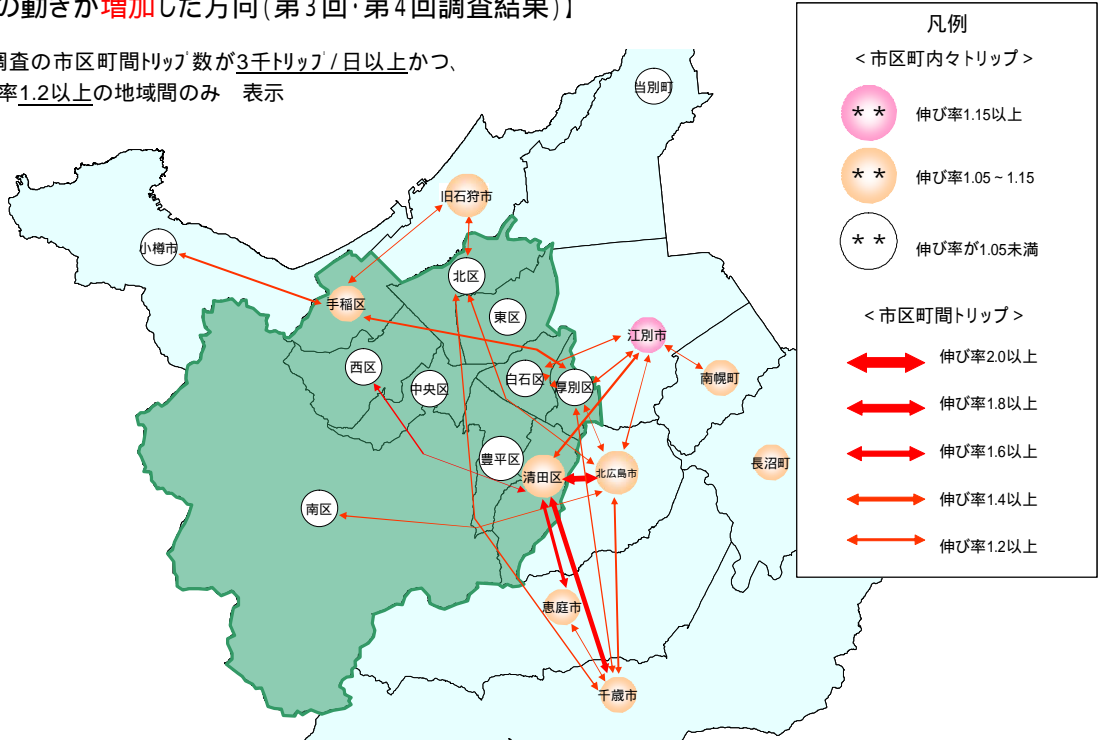 の動きが増加した方向(第3回･第4回調査結果)】
調査の市区町間ﾄﾘｯﾌﾟ数が3千ﾄﾘｯﾌﾟ/日以上かつ、
率1.2以上の地域間のみ　表示
凡例
＜市区町内々トリップ＞
** 伸び率1.15以上
** 伸び率1.05～1.15
** 伸び率が1.05未満
＜市区町間トリップ＞
伸び率2.0以上
伸び率1.8以上
伸び率1.6以上
伸び率1.4以上
伸び率1.2以上
当別町
旧石狩市
小樽市
北区
手稲区
東区
江別市
西区
中央区
白石区
厚別区
南幌町
豊平区
清田区
北広島市
長沼町
南区
恵庭市
千歳市